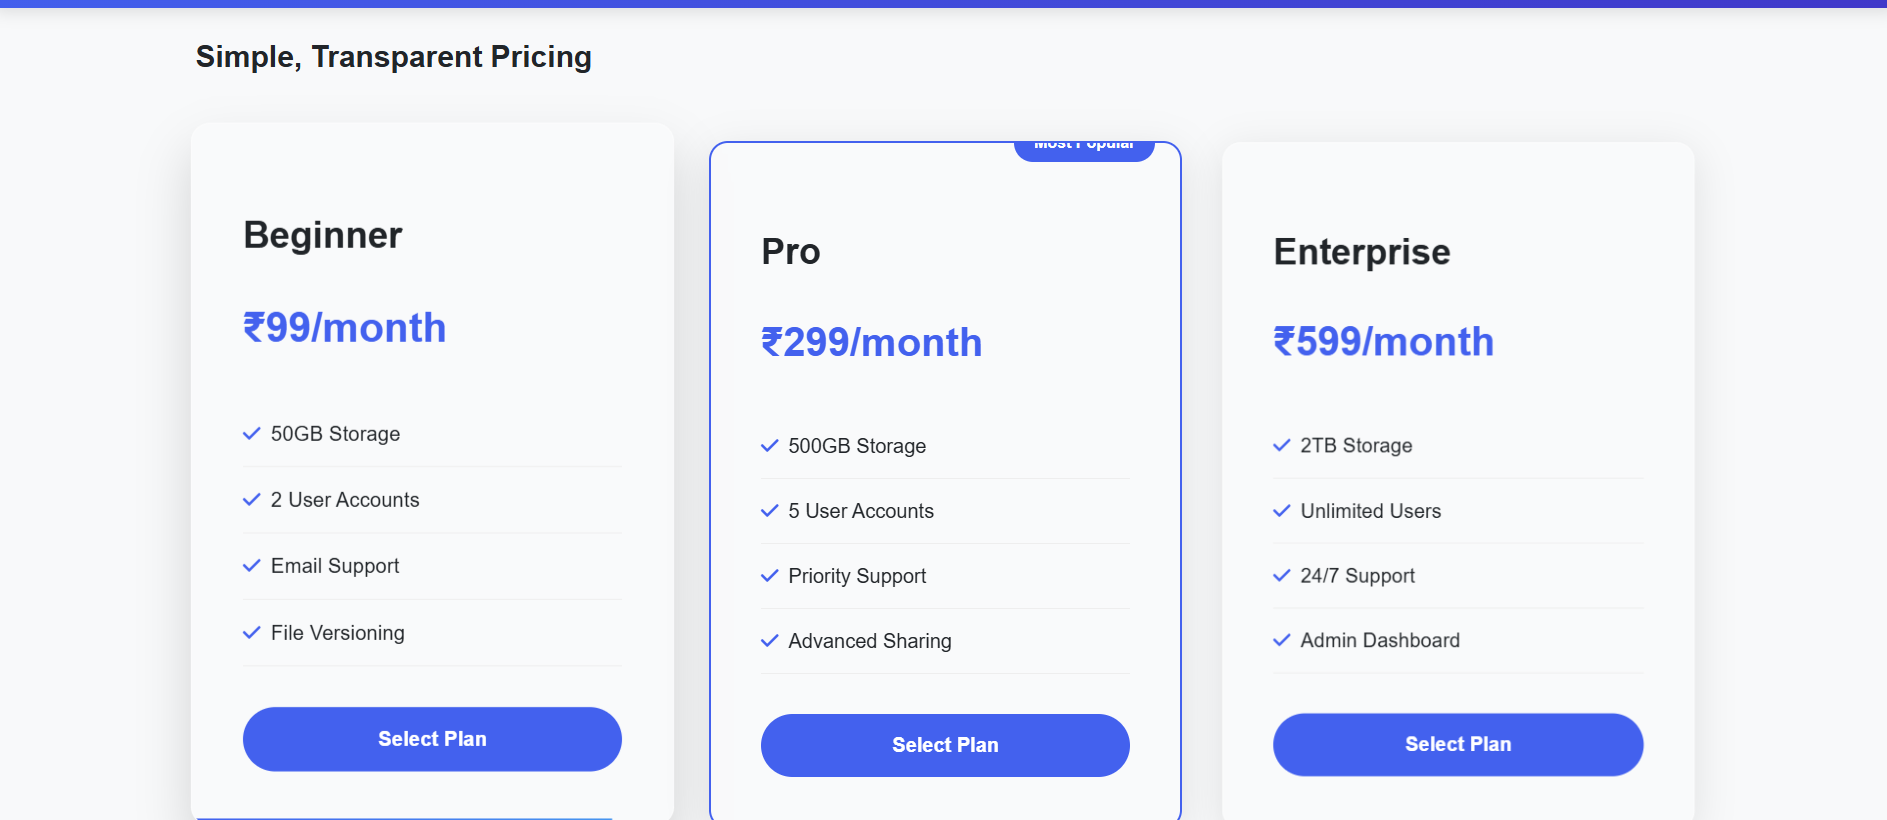 Simple, Transparent Pricing
Most Popular
Beginner
₹99/month
50GB Storage
2 User Accounts
Email Support
File Versioning
Select Plan
Pro
₹299/month
500GB Storage
5 User Accounts
Priority Support
Advanced Sharing
Select Plan
Enterprise
₹599/month
2TB Storage
Unlimited Users
24/7 Support
Admin Dashboard
Select Plan